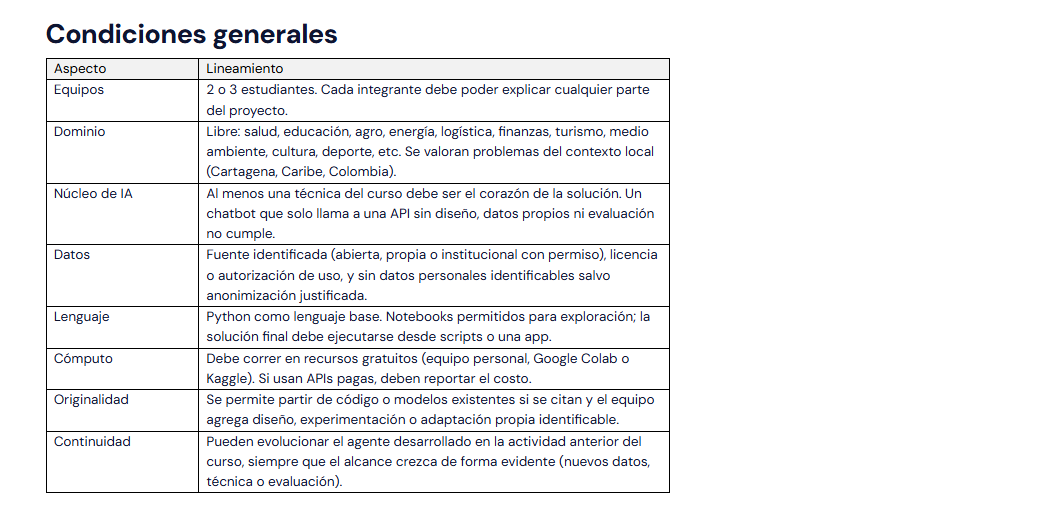 Condiciones generales
Aspecto Lineamiento
Equipos 2 o 3 estudiantes. Cada integrante debe poder explicar cualquier parte
del proyecto.
Dominio Libre: salud, educación, agro, energía, logística, finanzas, turismo, medio
ambiente, cultura, deporte, etc. Se valoran problemas del contexto local
(Cartagena, Caribe, Colombia).
Núcleo de IA Al menos una técnica del curso debe ser el corazón de la solución. Un
chatbot que solo llama a una API sin diseño, datos propios ni evaluación
no cumple.
Datos Fuente identificada (abierta, propia o institucional con permiso), licencia
o autorización de uso, y sin datos personales identificables salvo
anonimización justificada.
Lenguaje Python como lenguaje base. Notebooks permitidos para exploración; la
solución final debe ejecutarse desde scripts o una app.
Cómputo Debe correr en recursos gratuitos (equipo personal, Google Colab o
Kaggle). Si usan APIs pagas, deben reportar el costo.
Originalidad Se permite partir de código o modelos existentes si se citan y el equipo
agrega diseño, experimentación o adaptación propia identificable.
Continuidad Pueden evolucionar el agente desarrollado en la actividad anterior del
curso, siempre que el alcance crezca de forma evidente (nuevos datos,
técnica o evaluación).